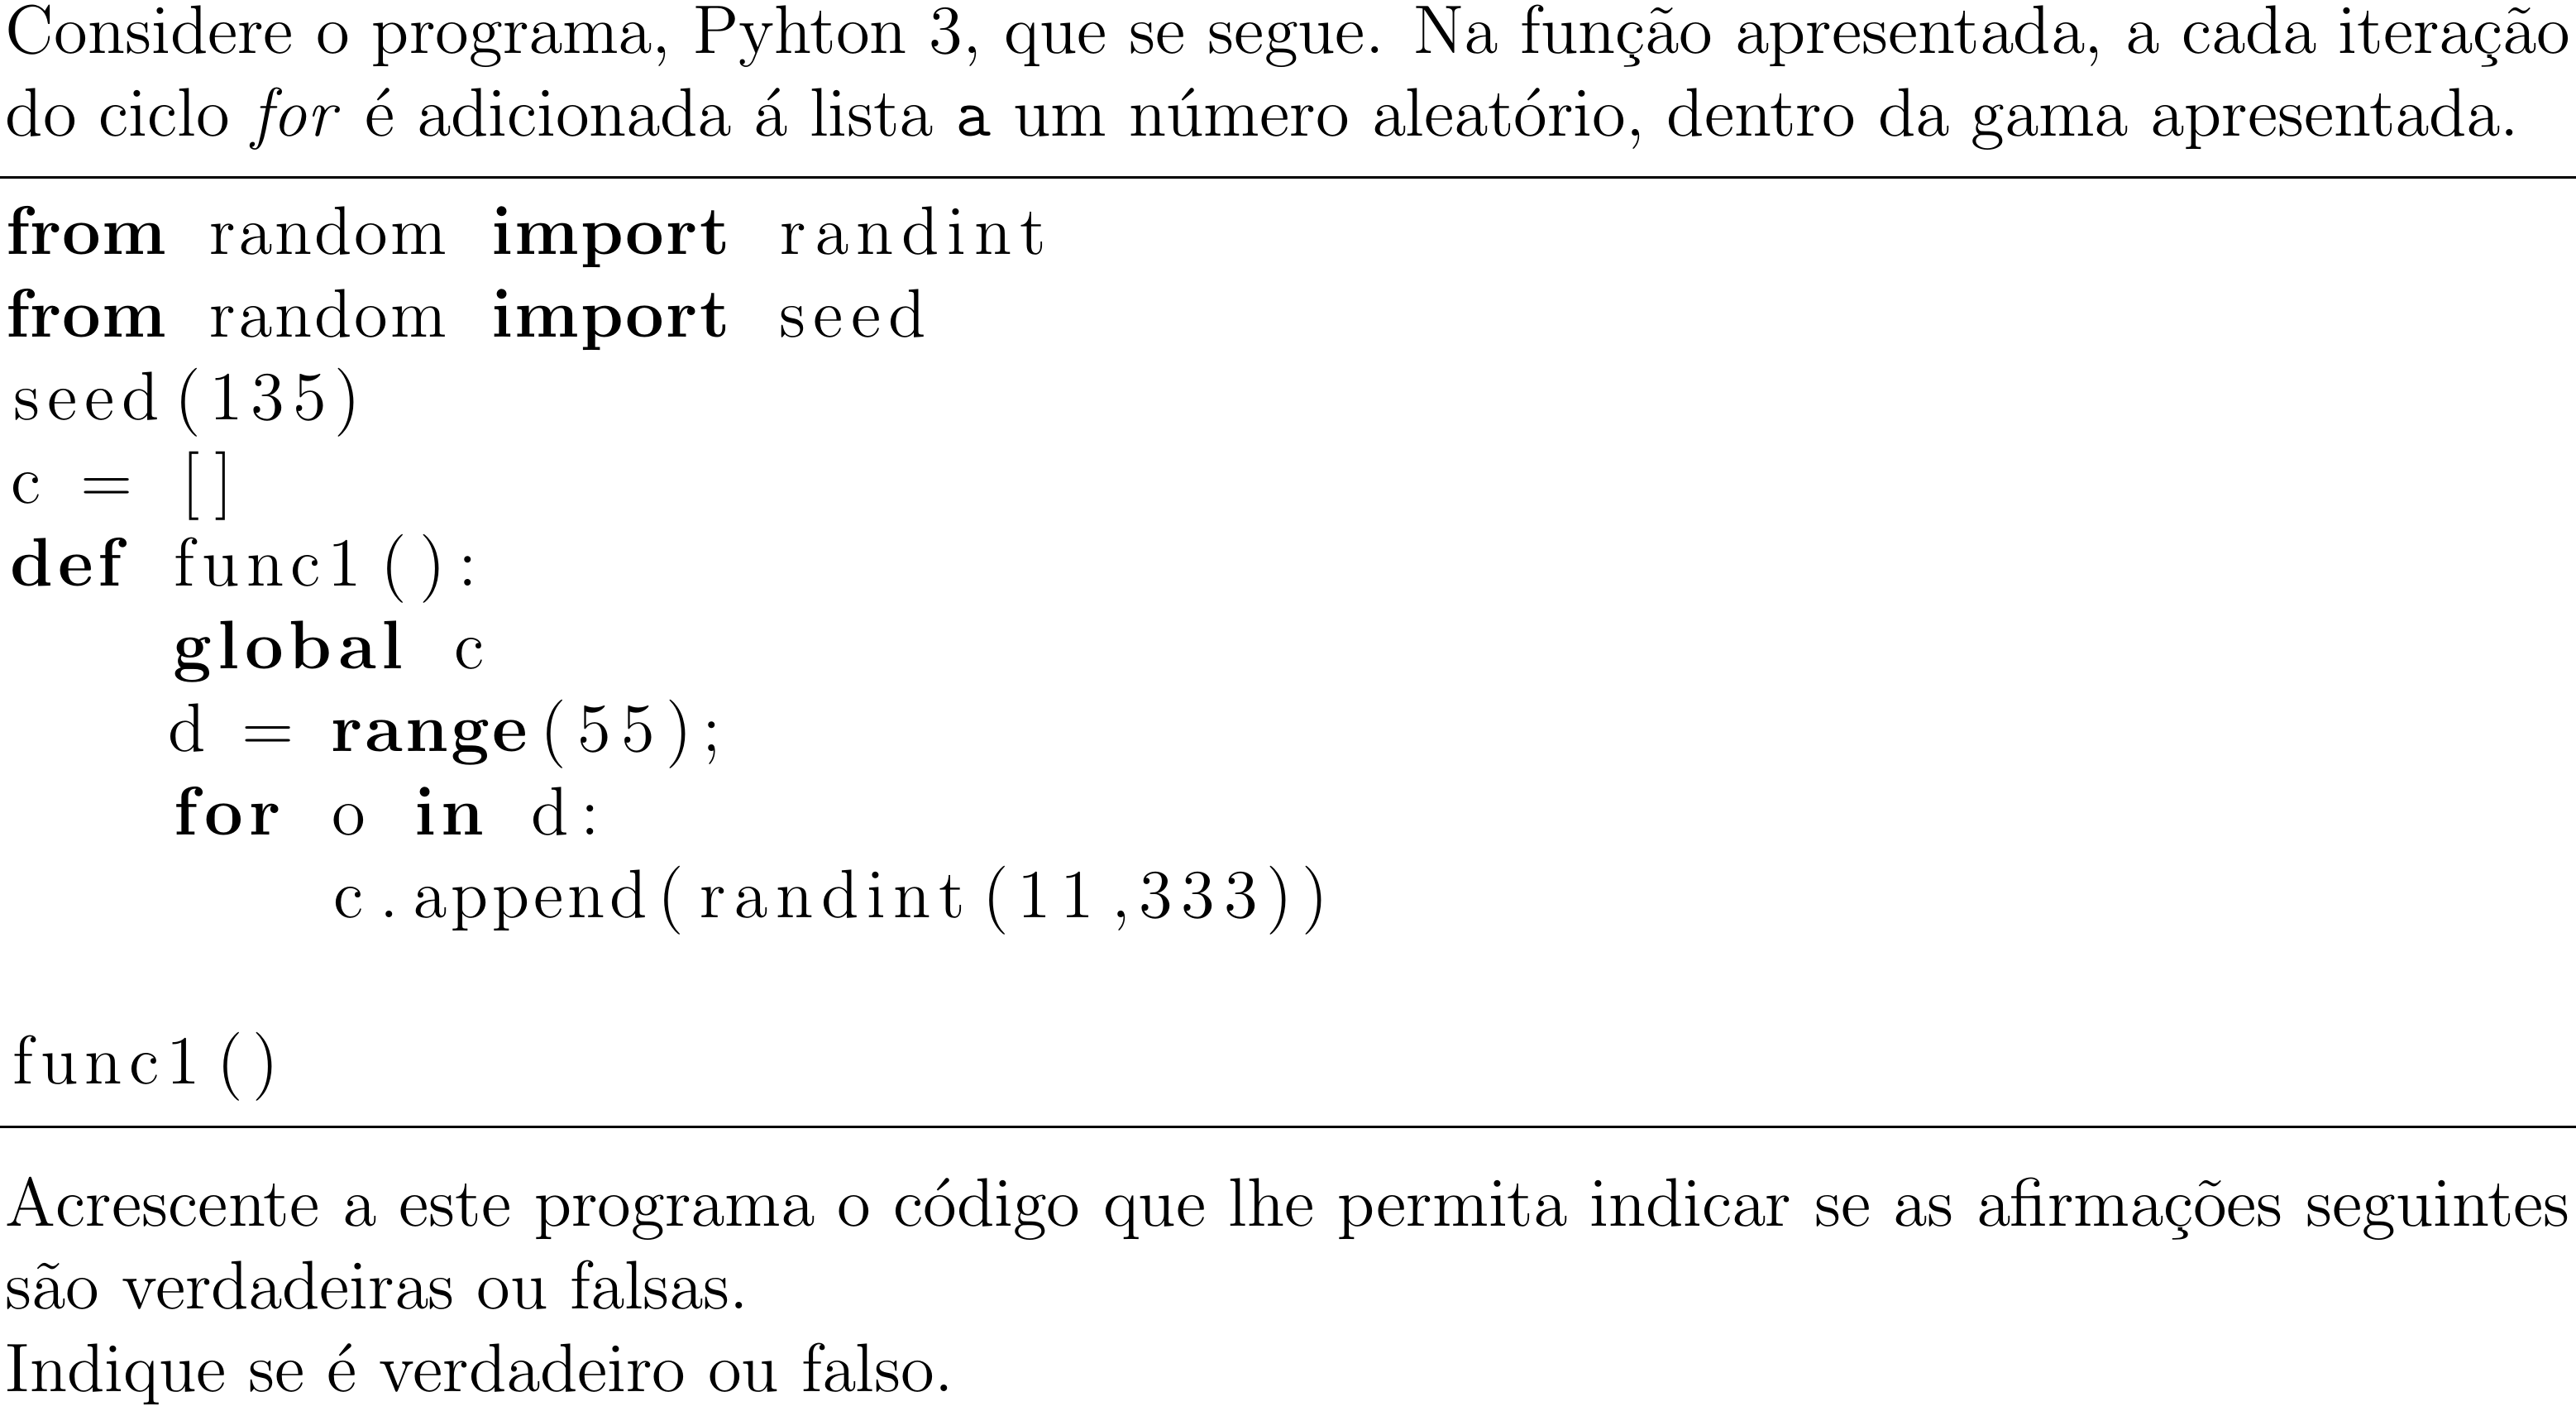 Considere o programa, Pyhton 3, que se segue. Na função apresentada, a cada iteração
do ciclo for é adicionada á lista a um número aleatório, dentro da gama apresentada.
from random import randint
from random import seed
seed(135)
c = []
def func1():
    global c
    d = range(55);
    for o in d:
        c.append(randint(11,333))
func1()
Acrescente a este programa o código que lhe permita indicar se as afirmações seguintes
são verdadeiras ou falsas.
Indique se é verdadeiro ou falso.